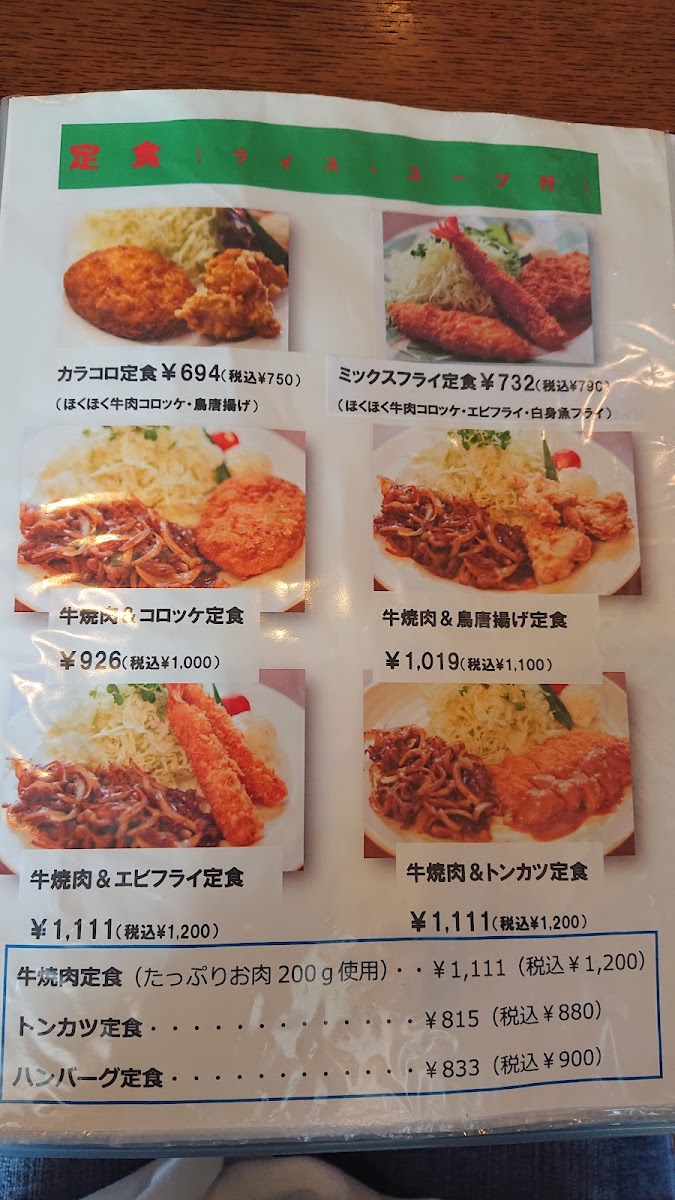 定食(ライス・スープ付)
カラコロ定食￥694(税込¥750)
(ほくほく牛肉コロッケ・鳥唐揚げ)
ミックスフライ定食￥732(税込¥790)
(ほくほく牛肉コロッケ・エビフライ・白身魚フライ)
牛焼肉＆コロッケ定食
￥926(税込¥1,000)
牛焼肉＆鳥唐揚げ定食
￥1,019(税込¥1,100)
牛焼肉＆エビフライ定食
￥1,111(税込¥1,200)
牛焼肉＆トンカツ定食
￥1,111(税込¥1,200)
牛焼肉定食（たっぷりお肉200ｇ使用）・・￥1,111（税込￥1,200）
トンカツ定食・・・・・・・・・・・・・￥815（税込￥880）
ハンバーグ定食・・・・・・・・・・・・￥833（税込￥900）